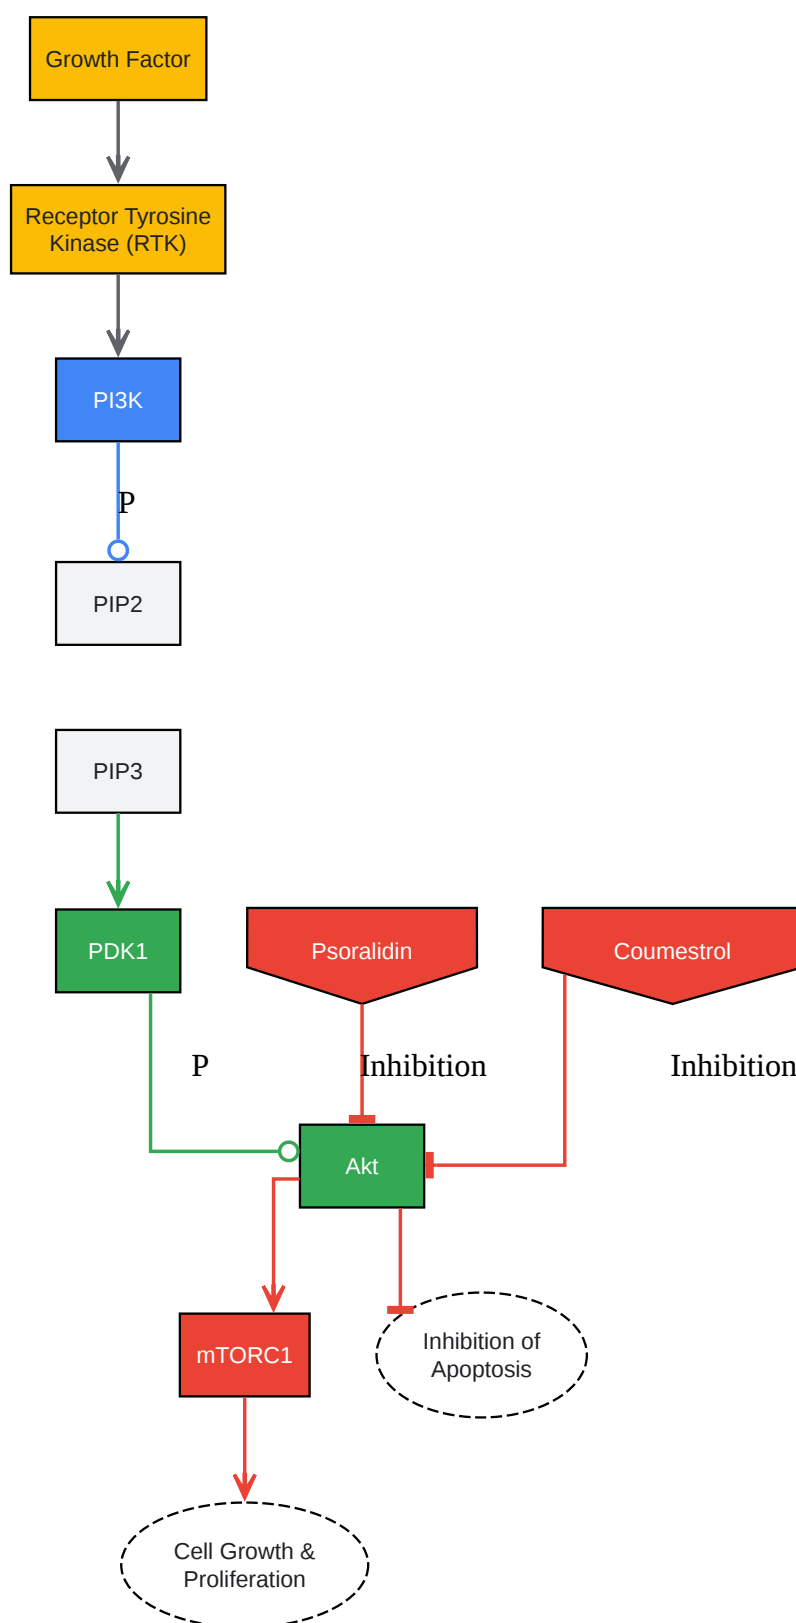 Growth Factor
Receptor Tyrosine
Kinase (RTK)
PI3K
P
PIP2
PIP3
PDK1
Psoralidin
Coumestrol
P
Inhibition
Inhibition
Akt
mTORC1
Inhibition of
Apoptosis
Cell Growth &
Proliferation